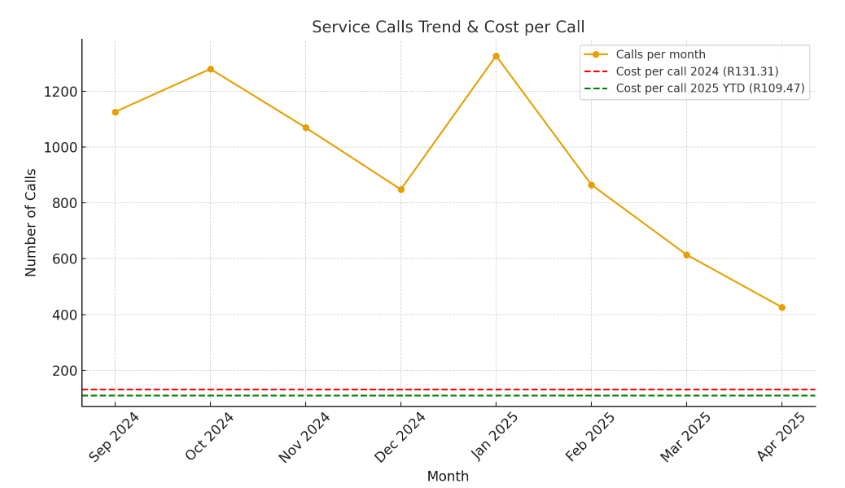 Service Calls Trend & Cost per Call
Calls per month
Cost per call 2024 (R131.31)
Cost per call 2025 YTD (R109.47)
Number of Calls
1200
1000
800
600
400
200
Sep 2024
Oct 2024
Nov 2024
Dec 2024
Jan 2025
Feb 2025
Mar 2025
Apr 2025
Month